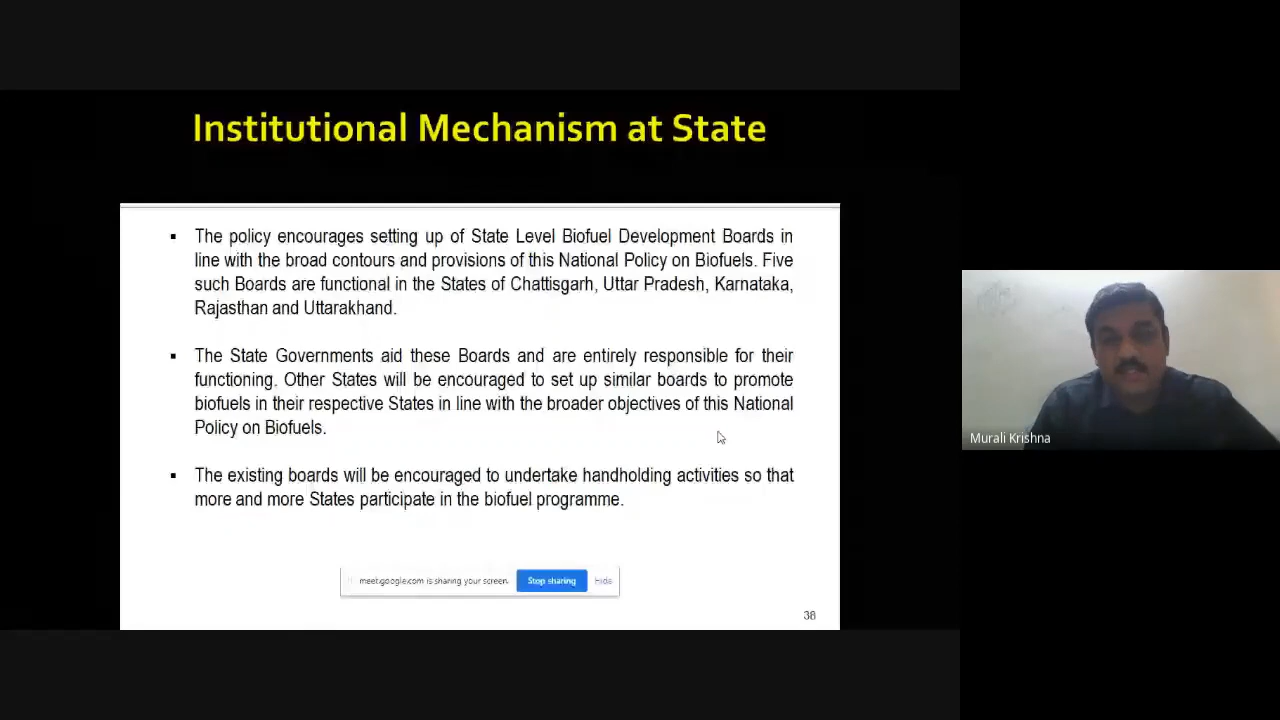 Institutional Mechanism at State
▪ The policy encourages setting up of State Level Biofuel Development Boards in
line with the broad contours and provisions of this National Policy on Biofuels. Five
such Boards are functional in the States of Chattisgarh, Uttar Pradesh, Karnataka,
Rajasthan and Uttarakhand.
▪ The State Governments aid these Boards and are entirely responsible for their
functioning. Other States will be encouraged to set up similar boards to promote
biofuels in their respective States in line with the broader objectives of this National
Policy on Biofuels.
▪ The existing boards will be encouraged to undertake handholding activities so that
more and more States participate in the biofuel programme.
meet.google.com is sharing your screen. Stop sharing Hide
38
Murali Krishna